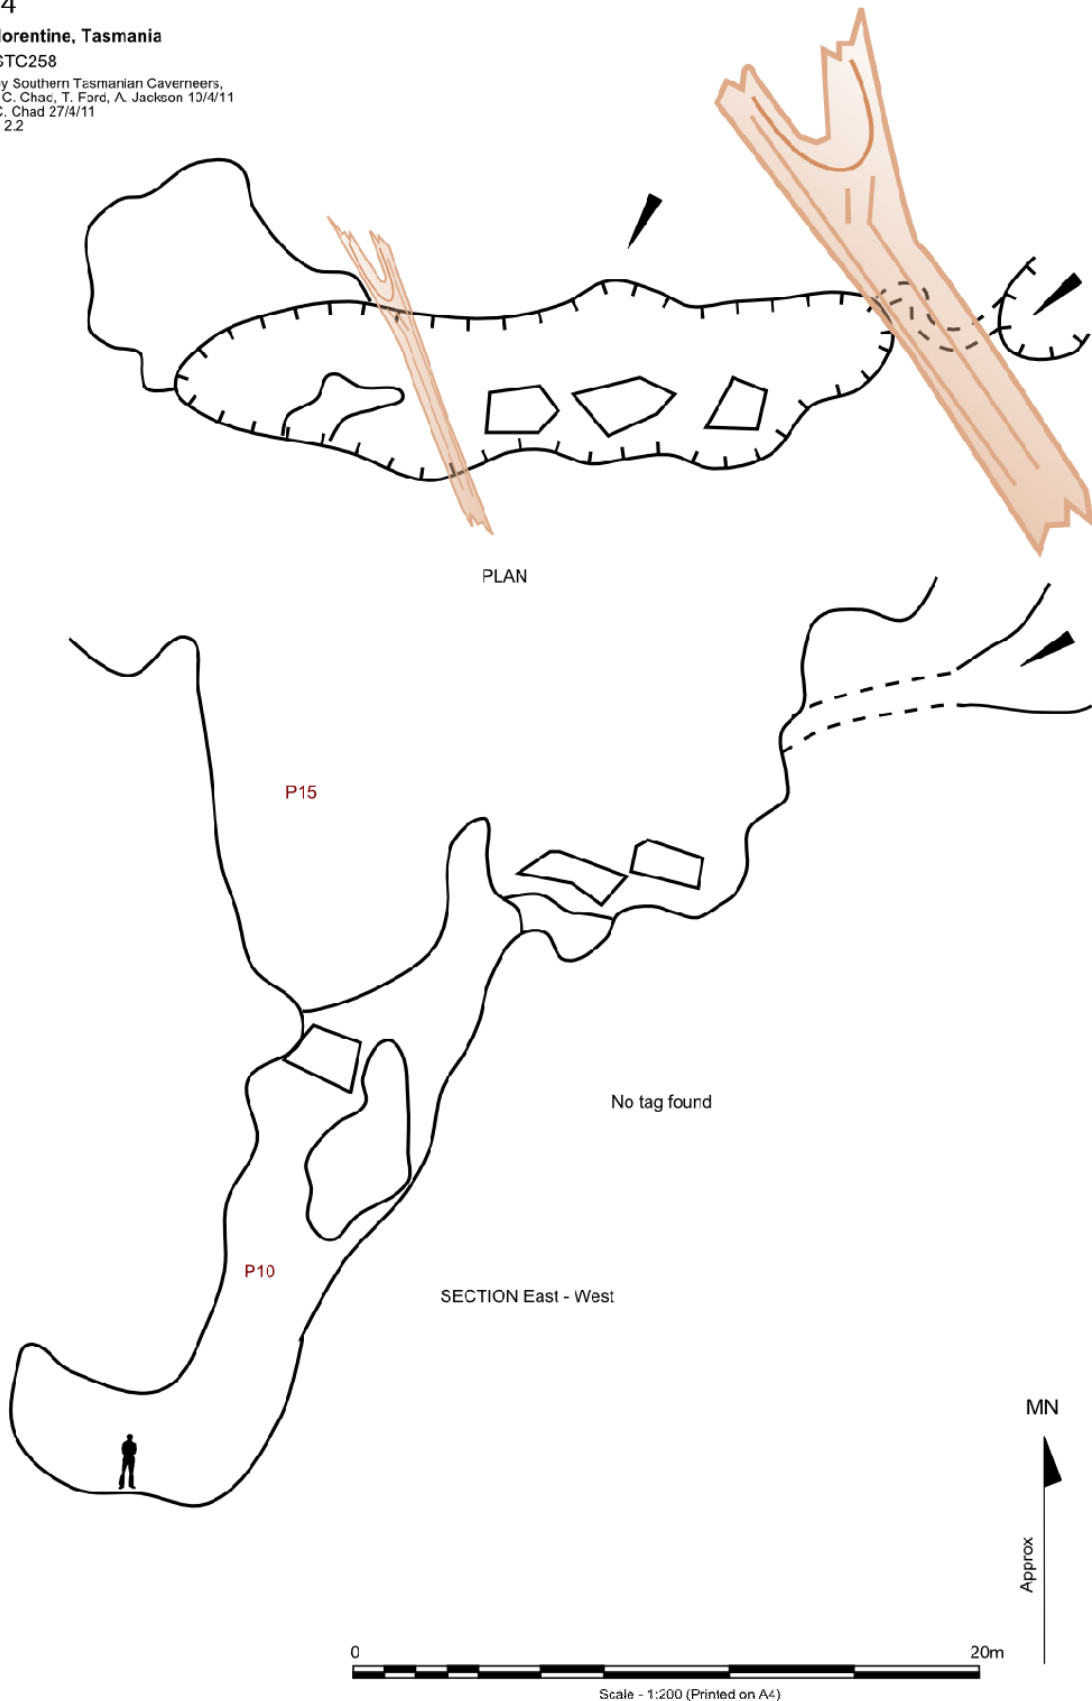 4
lorentine, Tasmania
STC258
y Southern Tasmanian Caverneers,
C. Chad, T. Ford, A. Jackson 10/4/11
C. Chad 27/4/11
2.2
PLAN
P15
No tag found
P10
SECTION East - West
MN
Approx
0 20m
Scale - 1:200 (Printed on A4)